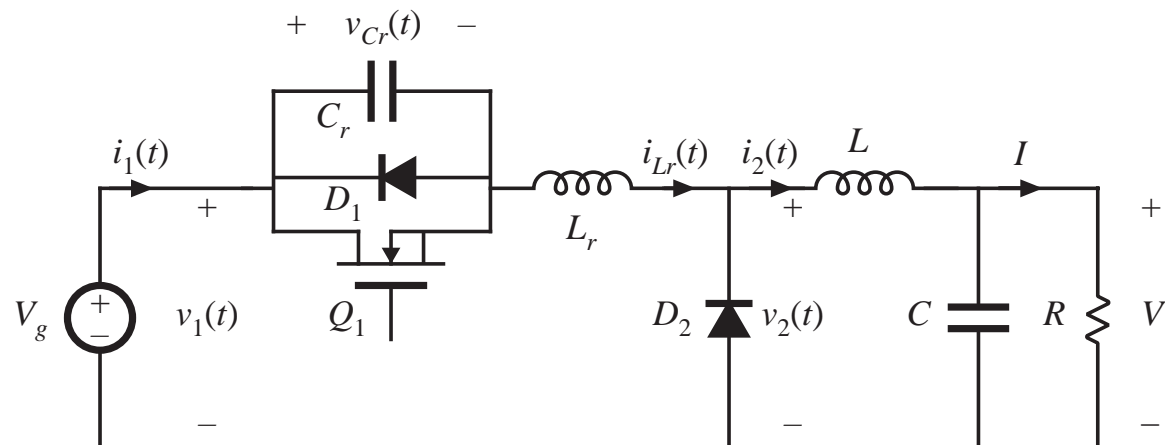 + v_Cr(t) –
C_r
i_1(t) i_Lr(t) i_2(t) L I
+ D_1 L_r + +
V_g + – v_1(t) Q_1 D_2 v_2(t) C R V
– – –